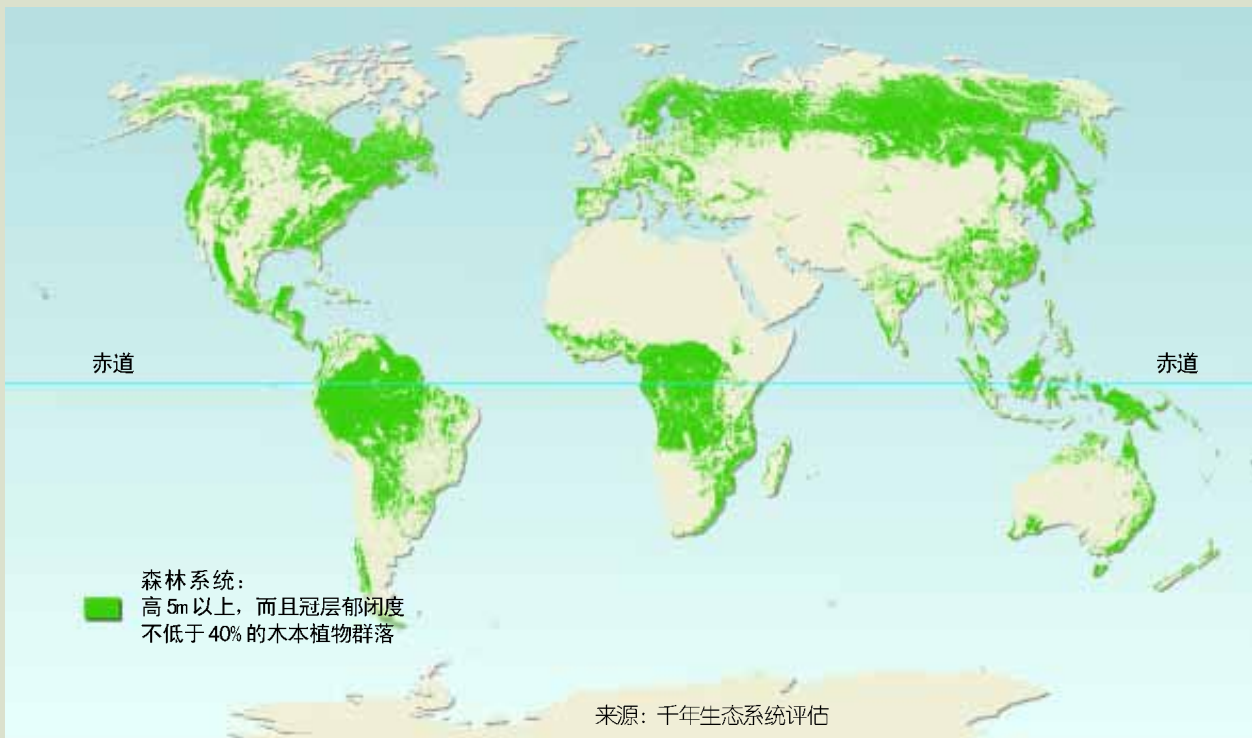 赤道
赤道
森林系统：
高 5m 以上，而且冠层郁闭度
不低于 40% 的木本植物群落
来源：千年生态系统评估